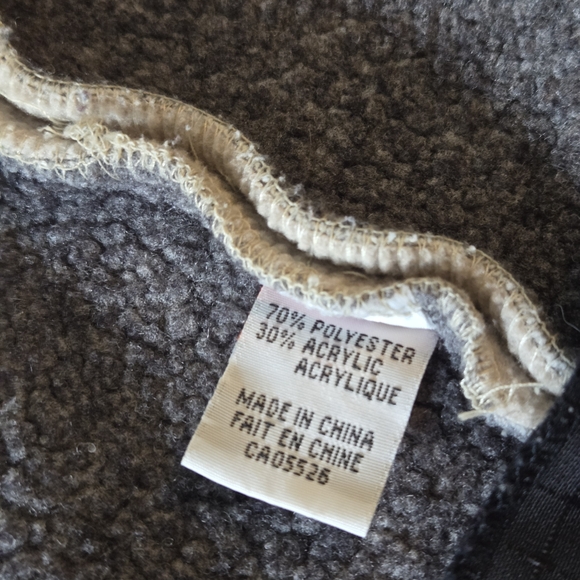 70% POLYESTER
30% ACRYLIC
ACRYLIQUE
MADE IN CHINA
FAIT EN CHINE
CA05526